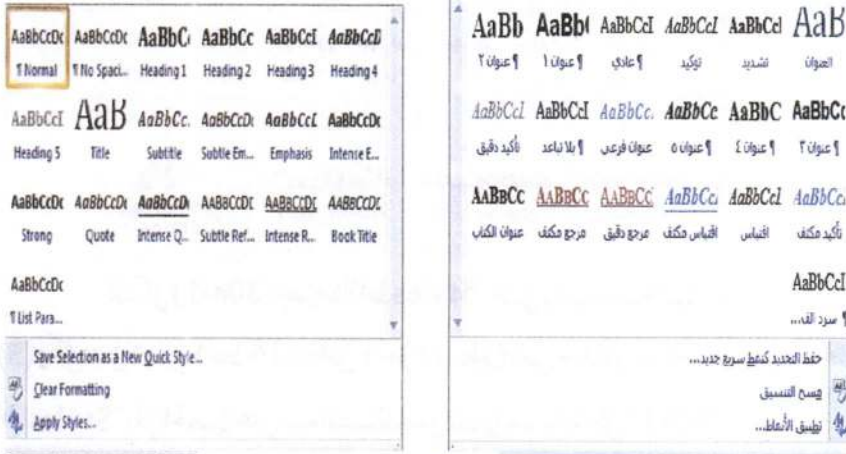 AaBbCcDc AaBbCcDc AaBbC AaBbCc AaBbCcI AaBbCcD
¶ Normal ¶ No Spaci... Heading 1 Heading 2 Heading 3 Heading 4
AaBbCcI AaB AaBbCc. AaBbCcDc AaBbCcI AaBbCcDc
Heading 5 Title Subtitle Subtle Em... Emphasis Intense E...
AaBbCcDc AaBbCcDc AaBbCcDc AABBCCDC AABBCCDC AABBCCDC
Strong Quote Intense Q... Subtle Ref... Intense R... Book Title
AaBbCcDc
¶ List Para...
Save Selection as a New Quick Style...
Clear Formatting
Apply Styles...
AaBb AaBb AaBbCcI AaBbCcI AaBbCcI AaB
العنوان تشديد توكيد ¶ عادي ¶ عنوان ١ ¶ عنوان ٢
AaBbCcI AaBbCcI AaBbCc. AaBbCc AaBbC AaBbCc
¶ عنوان ٣ ¶ عنوان ٤ ¶ عنوان ٥ عنوان فرعي ¶ بلا تباعد تأكيد دقيق
AABBCC AABBCC AABBCC AaBbCc AaBbCcI AaBbCc
تأكيد مكثف اقتباس اقتباس مكثف مرجع دقيق مرجع مكثف عنوان الكتاب
AaBbCcI
¶ سرد الف...
حفظ التحديد كنمط سريع جديد...
مسح التنسيق
تطبيق الأنماط...